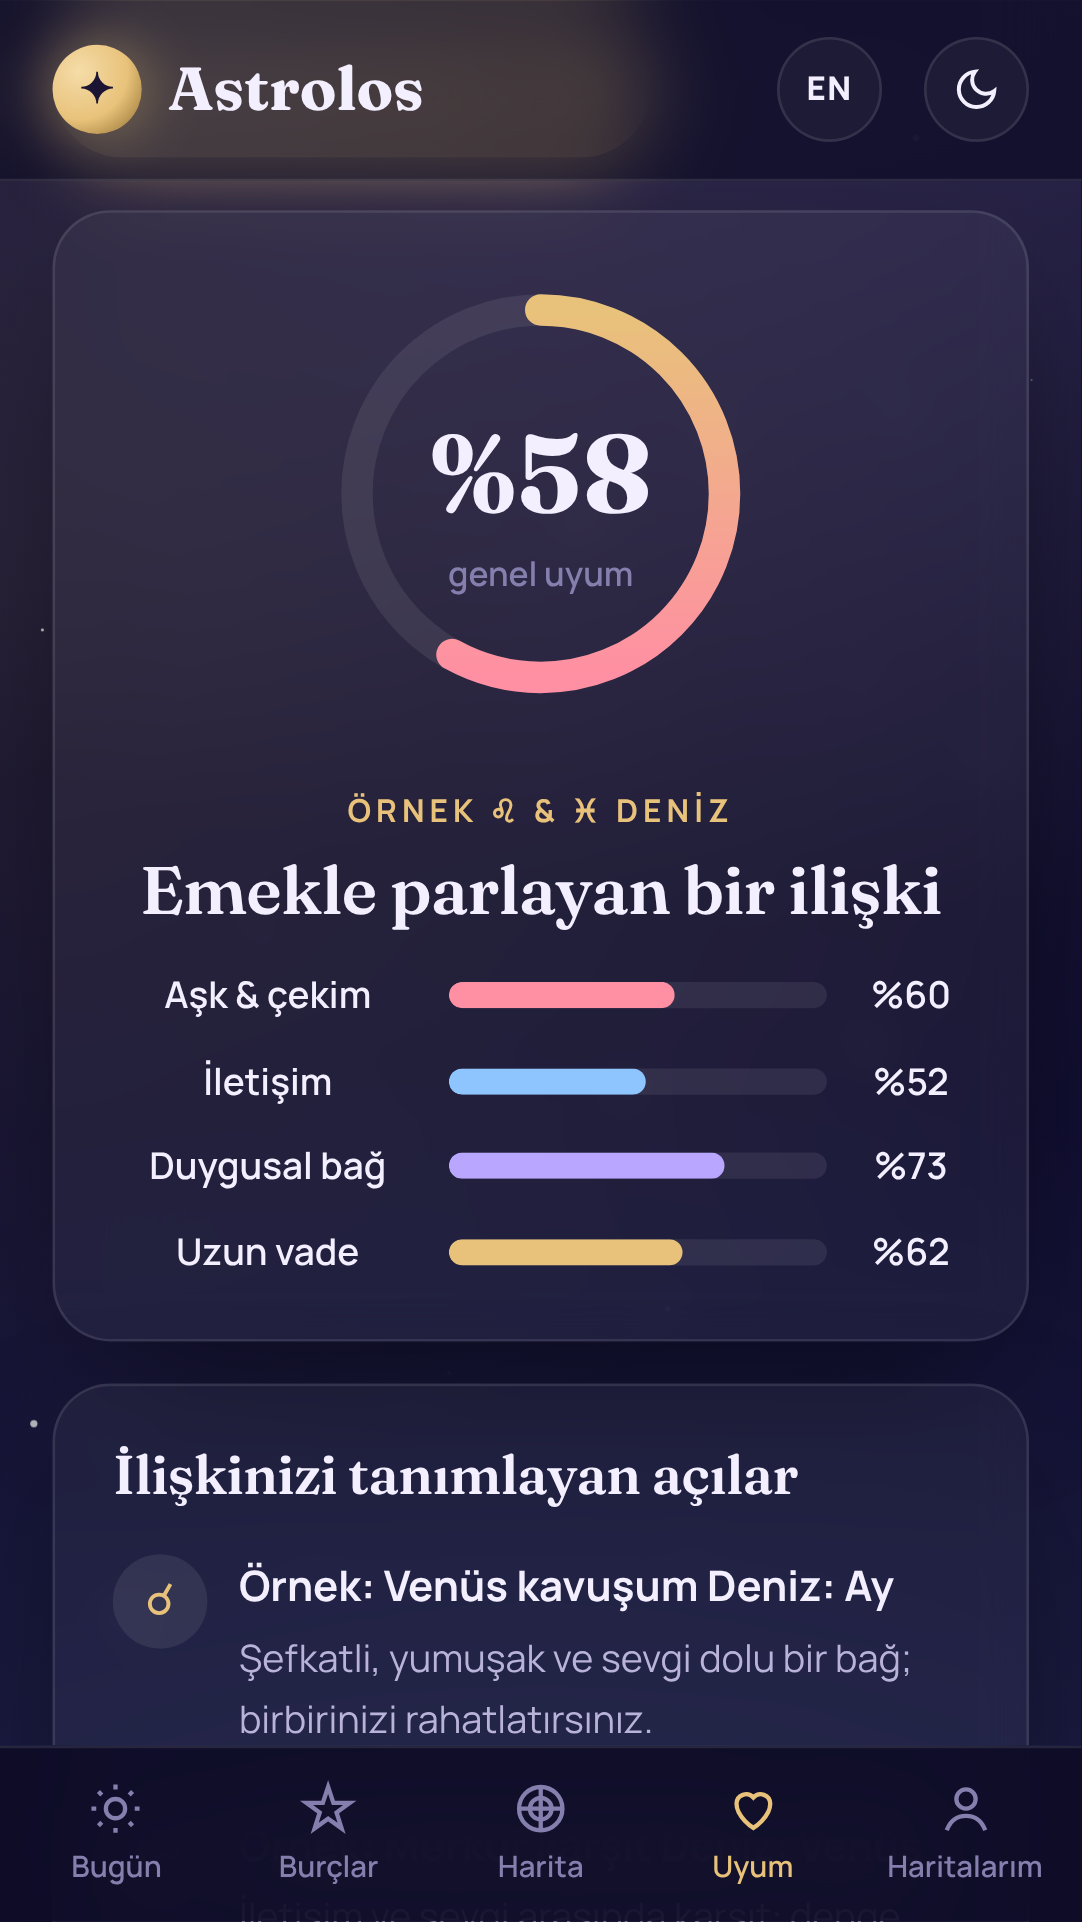 Astrolos
EN
%58
genel uyum
ÖRNEK ♌ & ♓ DENİZ
Emekle parlayan bir ilişki
Aşk & çekim %60
İletişim %52
Duygusal bağ %73
Uzun vade %62
İlişkinizi tanımlayan açılar
Örnek: Venüs kavuşum Deniz: Ay
Şefkatli, yumuşak ve sevgi dolu bir bağ;
birbirinizi rahatlatırsınız.
Bugün Burçlar Harita Uyum Haritalarım